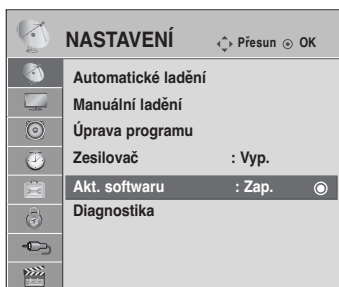 NASTAVENÍ Přesun OK
Automatické ladění
Manuální ladění
Úprava programu
Zesilovač : Vyp.
Akt. softwaru : Zap.
Diagnostika